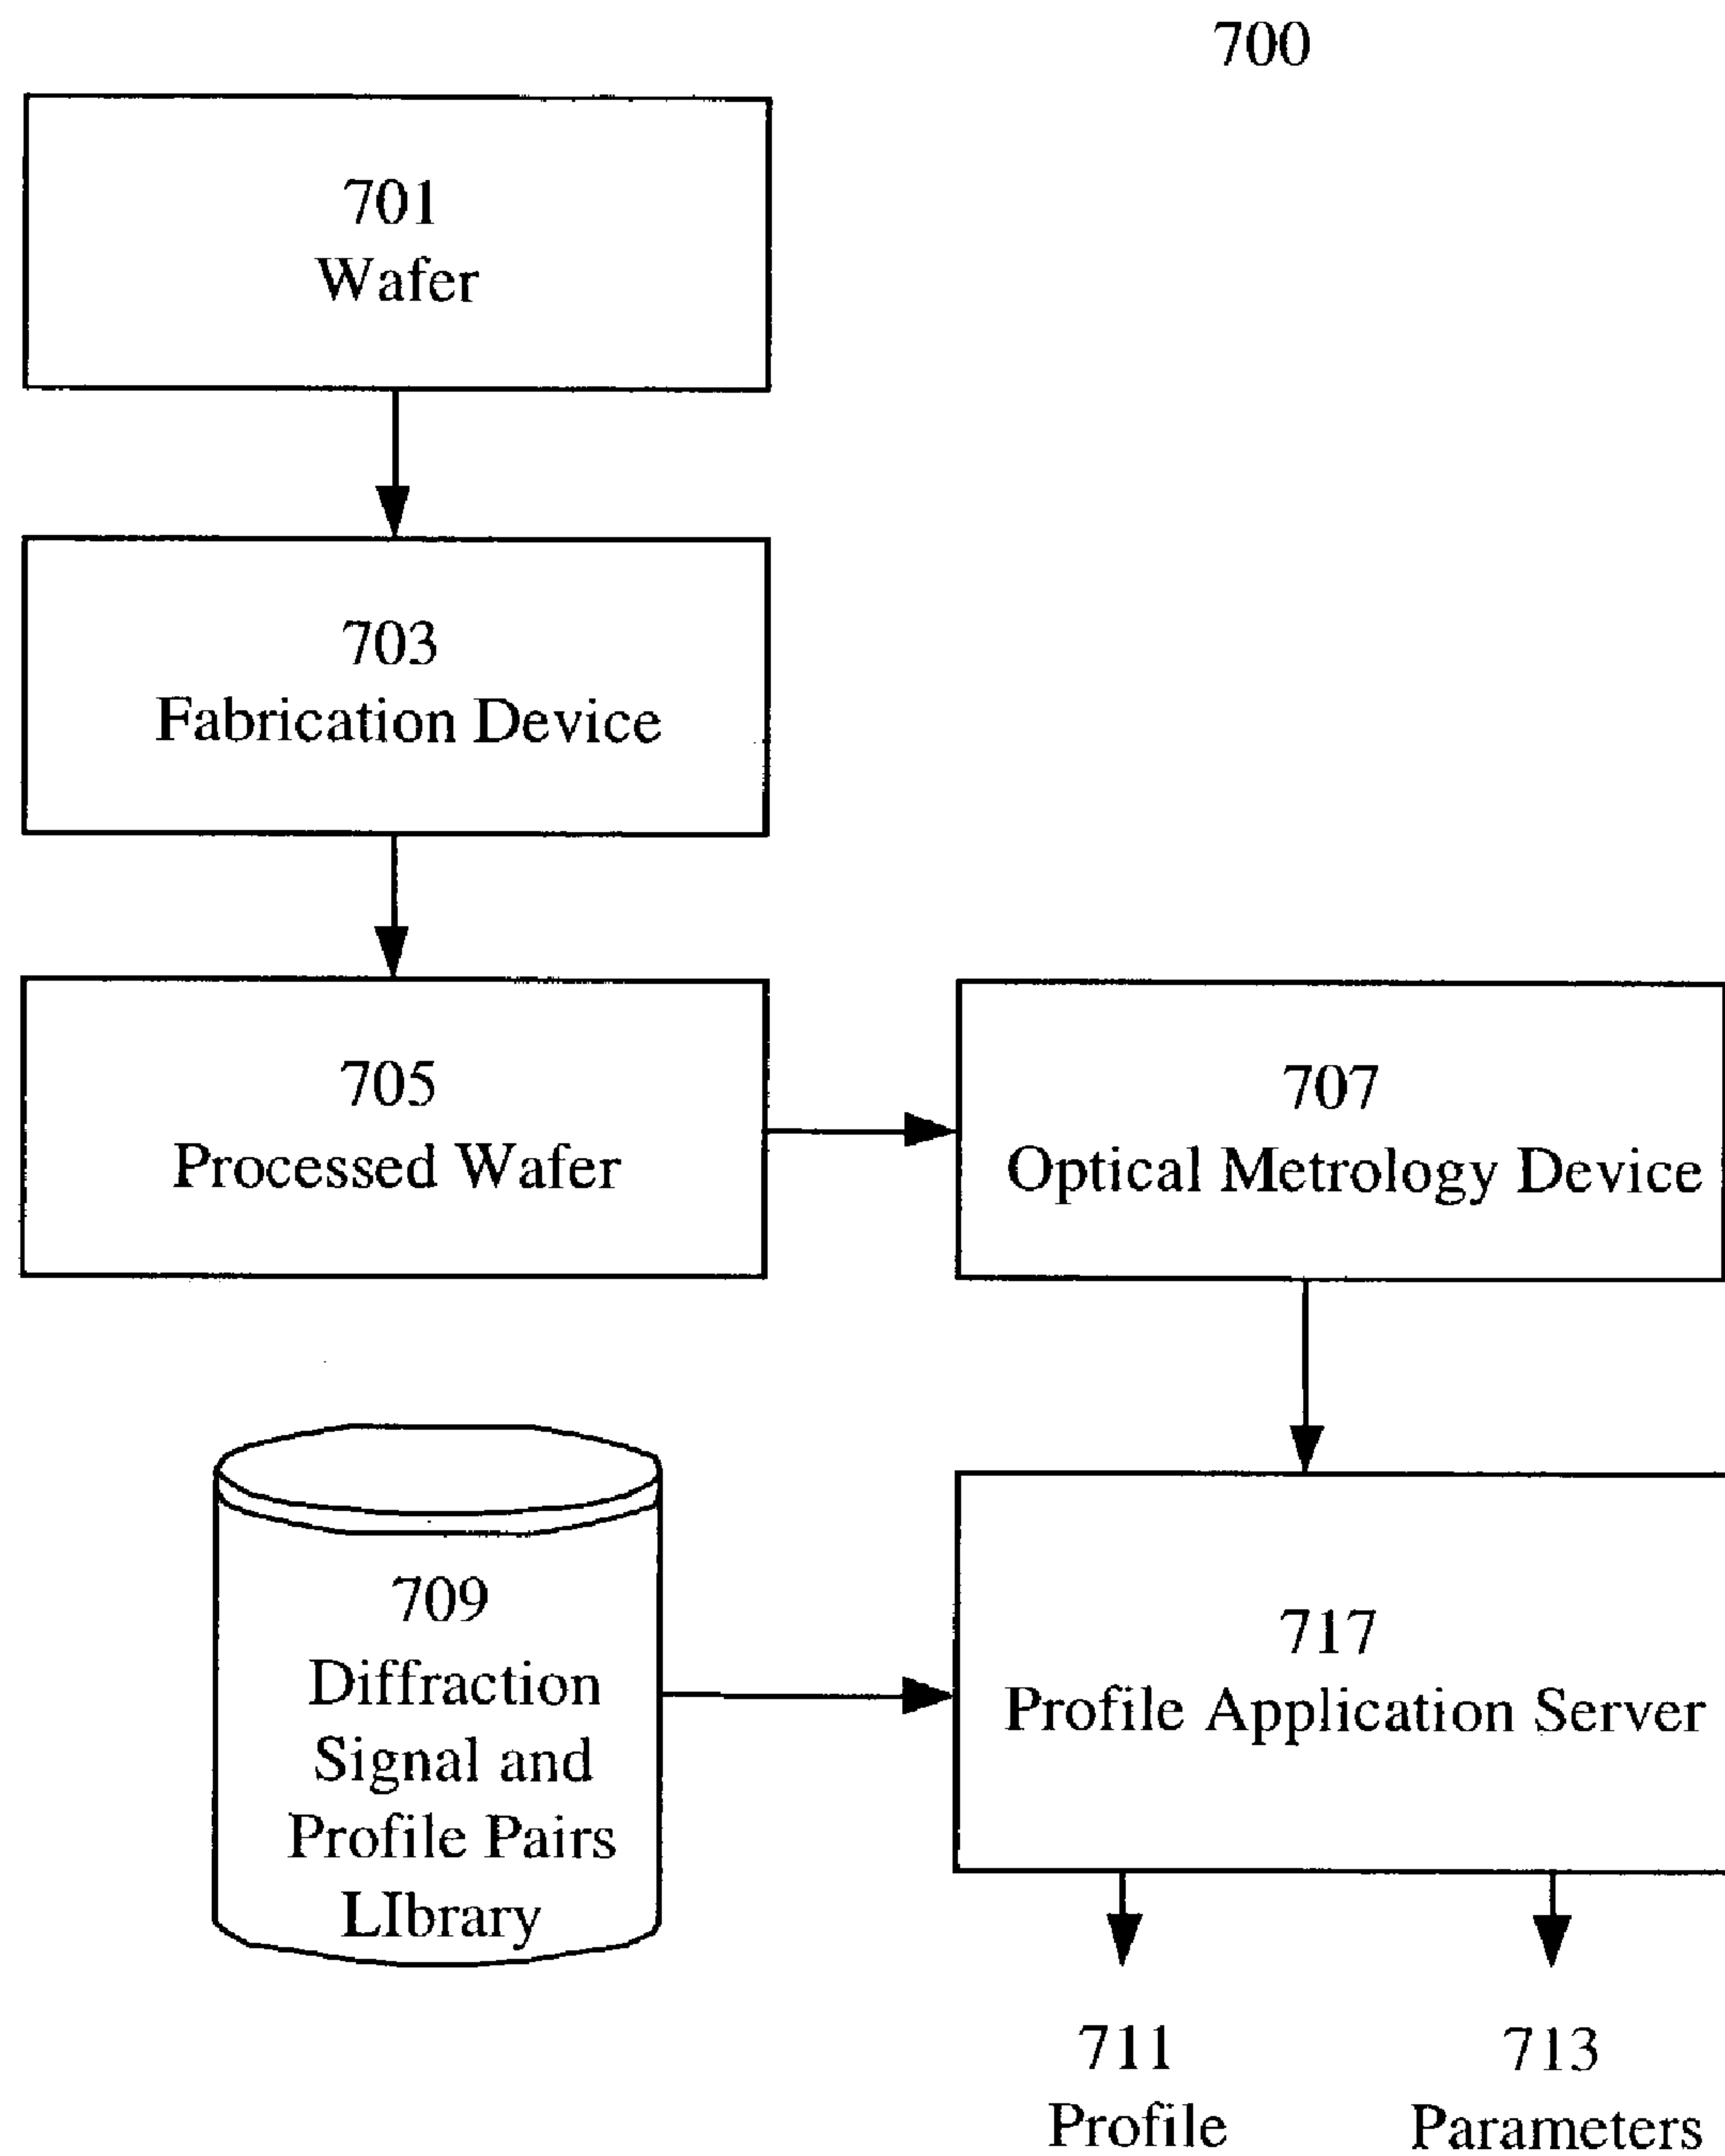 700
701
Wafer
703
Fabrication Device
705
Processed Wafer
707
Optical Metrology Device
709
Diffraction
Signal and
Profile Pairs
LIbrary
717
Profile Application Server
711
Profile
713
Parameters